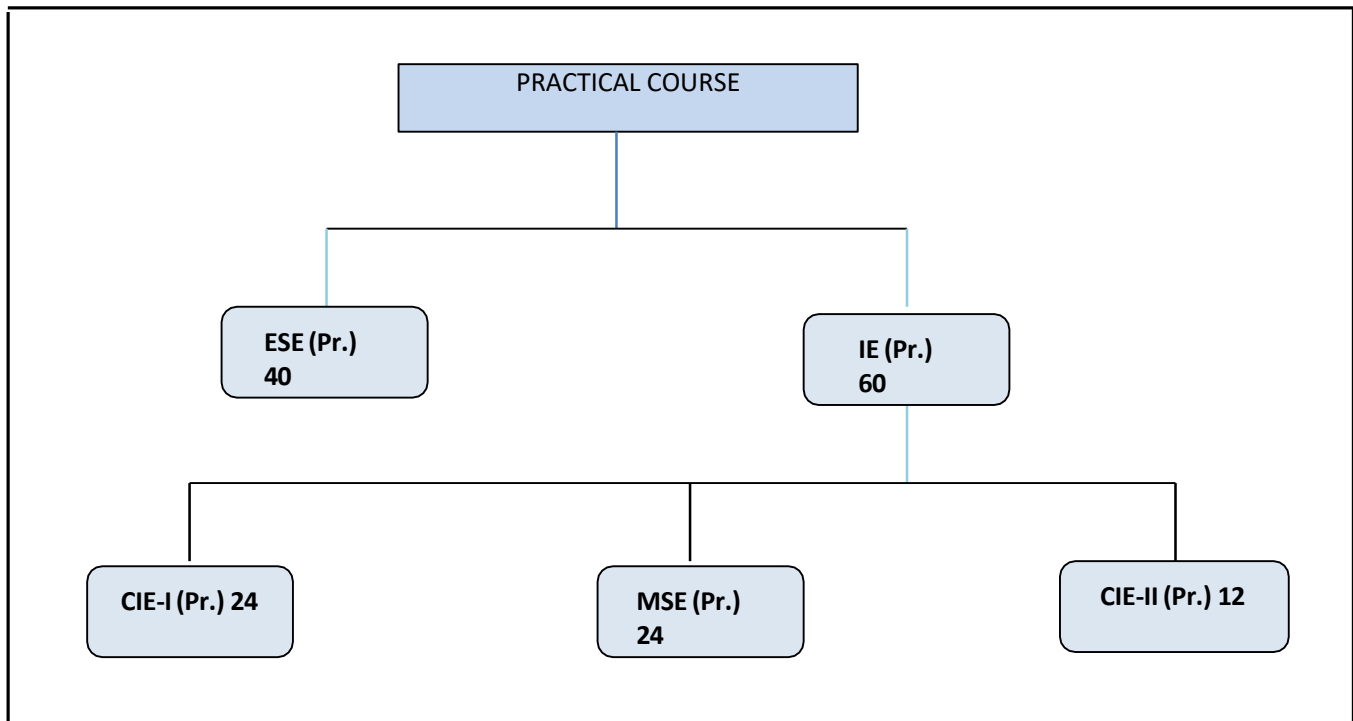 PRACTICAL COURSE
ESE (Pr.)
40
IE (Pr.)
60
CIE-I (Pr.) 24
MSE (Pr.)
24
CIE-II (Pr.) 12